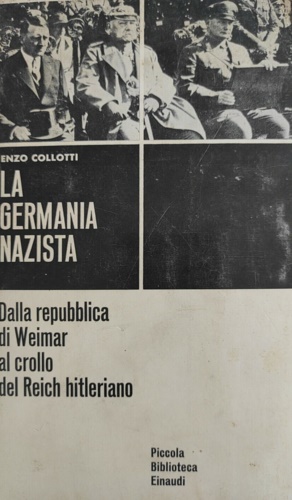 ENZO COLLOTTI
LA
GERMANIA
NAZISTA
Dalla repubblica
di Weimar
al crollo
del Reich hitleriano
Piccola
Biblioteca
Einaudi